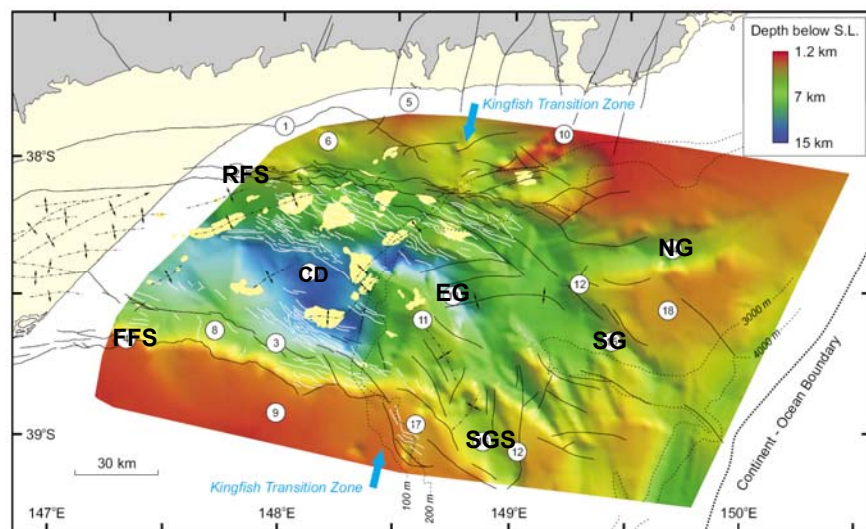 Depth below S.L.
1.2 km
7 km
15 km
Kingfish Transition Zone
5
1
6
10
38°S
RFS
NG
CD
EG
12
18
11
3000 m
4000 m
FFS
8
3
SG
9
17
39°S
SGS
12
30 km
Kingfish Transition Zone
100 m
200 m
Continent - Ocean Boundary
147°E
148°E
149°E
150°E